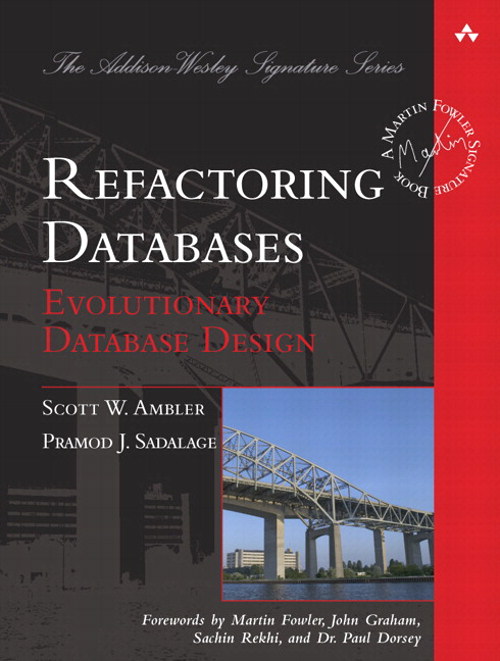 The Addison-Wesley Signature Series
A MARTIN FOWLER SIGNATURE BOOK
Martin
REFACTORING
DATABASES
EVOLUTIONARY
DATABASE DESIGN
SCOTT W. AMBLER
PRAMOD J. SADALAGE
Forewords by Martin Fowler, John Graham,
Sachin Rekhi, and Dr. Paul Dorsey